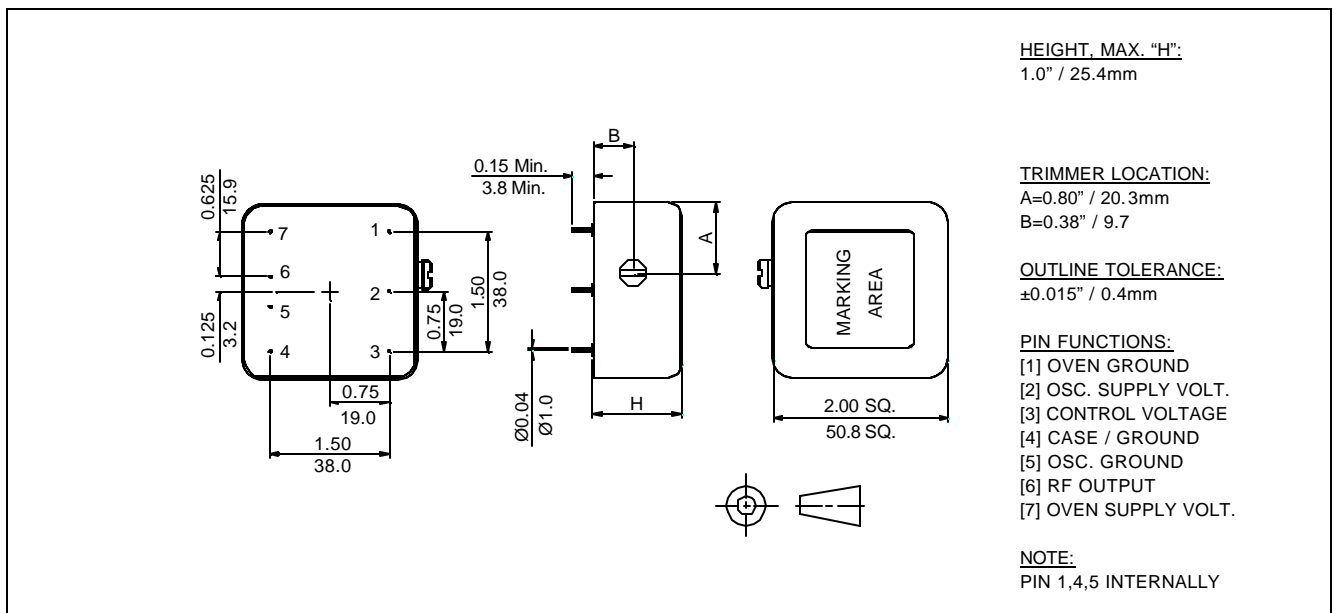 0.625
15.9
0.125
3.2
7
6
5
4
1
2
3
1.50
38.0
0.75
19.0
0.75
19.0
1.50
38.0
0.15 Min.
3.8 Min.
B
A
Ø0.04
Ø1.0
H
MARKING
AREA
2.00 SQ.
50.8 SQ.
HEIGHT, MAX. “H”:
1.0” / 25.4mm
TRIMMER LOCATION:
A=0.80” / 20.3mm
B=0.38” / 9.7
OUTLINE TOLERANCE:
±0.015” / 0.4mm
PIN FUNCTIONS:
[1] OVEN GROUND
[2] OSC. SUPPLY VOLT.
[3] CONTROL VOLTAGE
[4] CASE / GROUND
[5] OSC. GROUND
[6] RF OUTPUT
[7] OVEN SUPPLY VOLT.
NOTE:
PIN 1,4,5 INTERNALLY